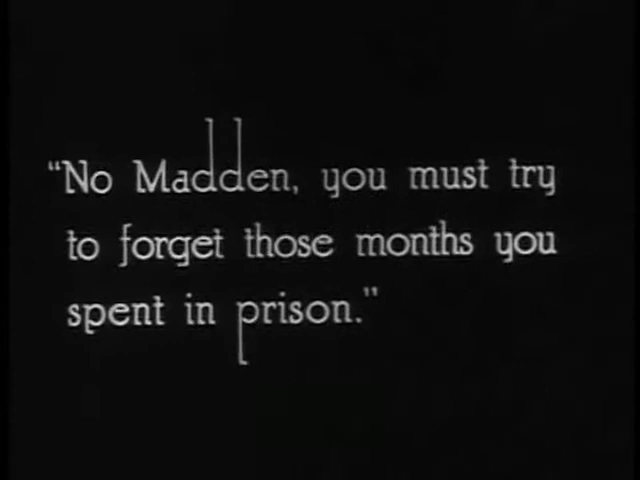 “No Madden, you must try
to forget those months you
spent in prison."